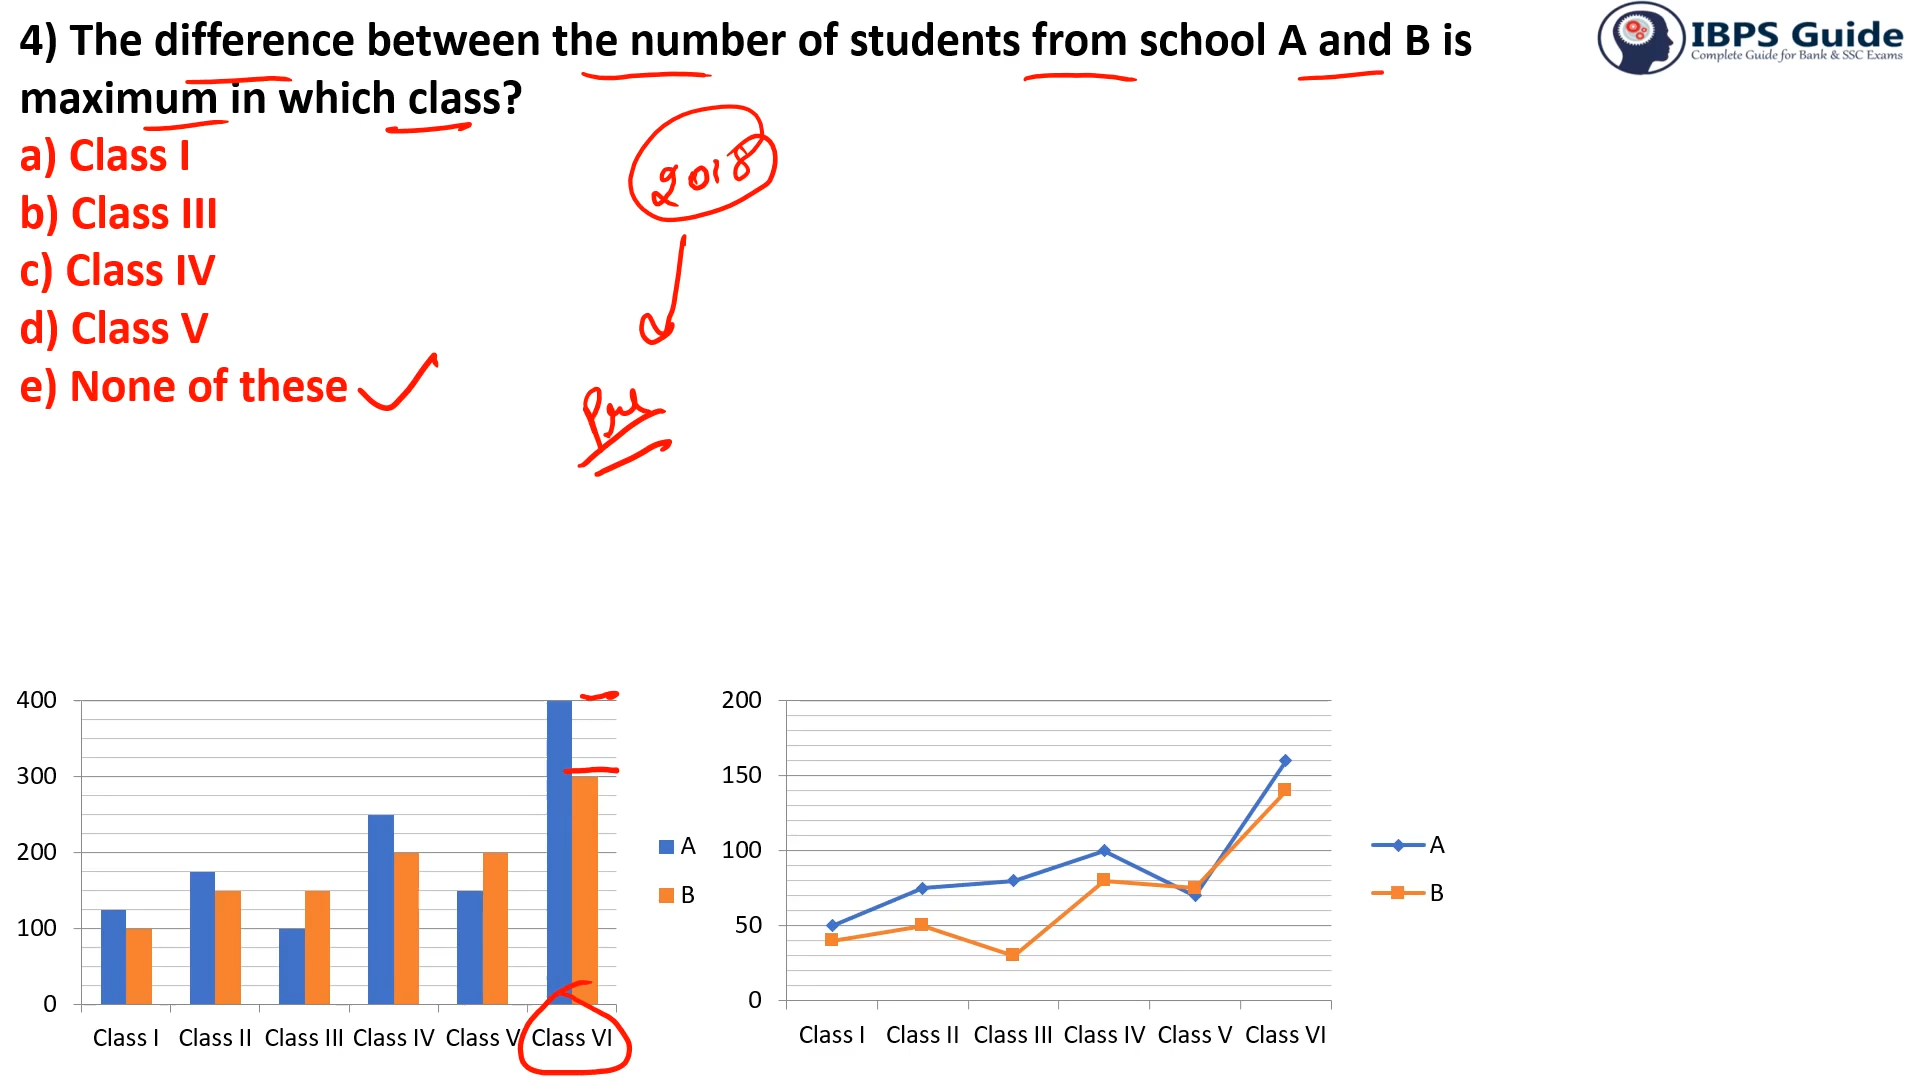 4) The difference between the number of students from school A and B is
maximum in which class?
a) Class I
b) Class III
c) Class IV
d) Class V
e) None of these
IBPS Guide
Complete Guide for Bank & SSC Exams
2018
400
300
200
100
0
Class I Class II Class III Class IV Class V Class VI
A
B
200
150
100
50
0
Class I Class II Class III Class IV Class V Class VI
A
B